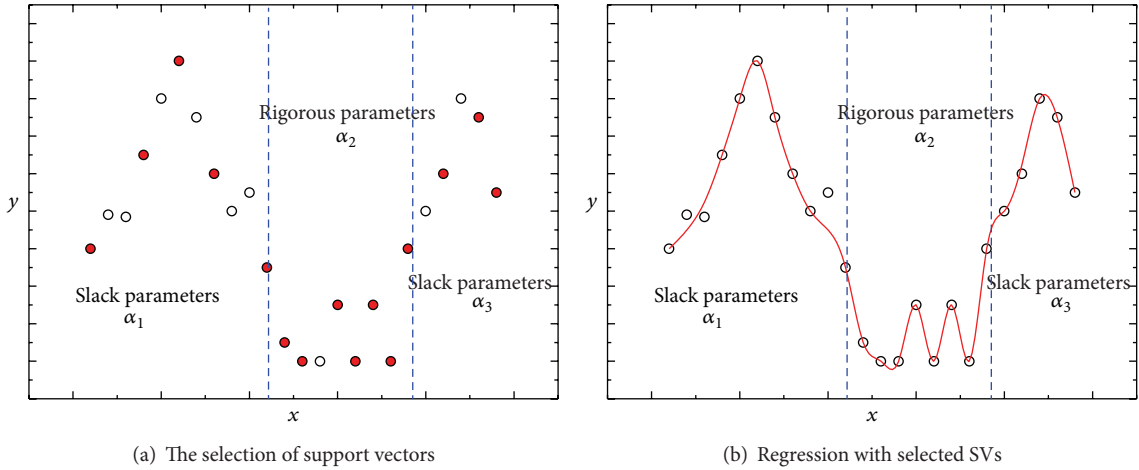 Rigorous parameters
α2
y
Slack parameters
α1
Slack parameters
α3
x
(a) The selection of support vectors
Rigorous parameters
α2
y
Slack parameters
α1
Slack parameters
α3
x
(b) Regression with selected SVs